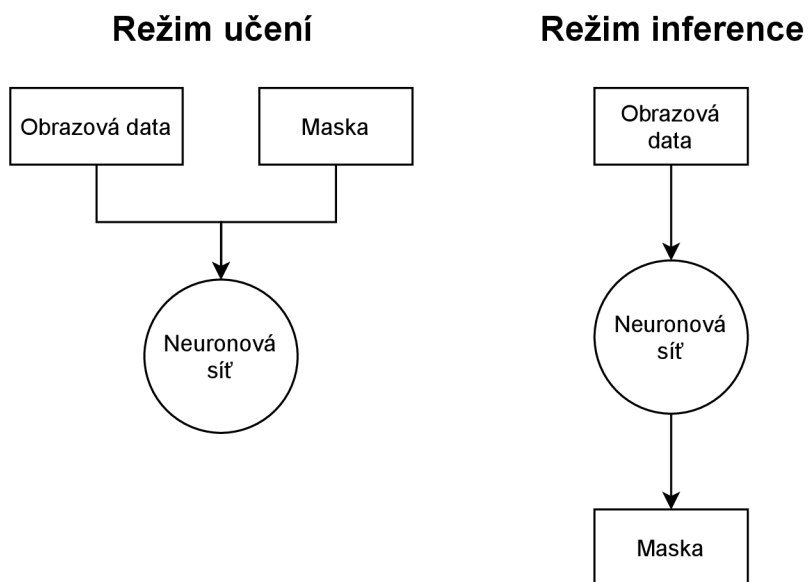 Režim učení
Obrazová data
Maska
Neuronová
síť
Režim inference
Obrazová
data
Neuronová
síť
Maska